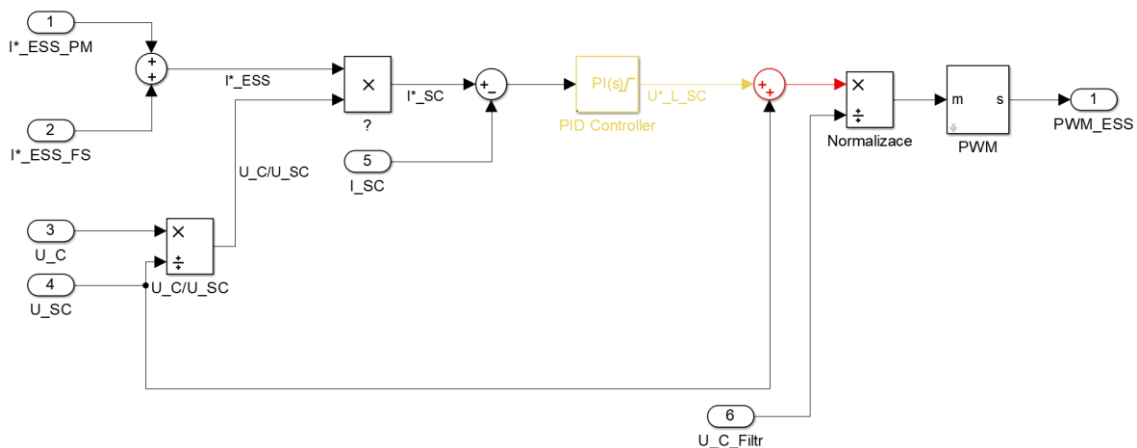 1
I*_ESS_PM
I*_ESS
2
I*_ESS_FS
×
?
I*_SC
+
−
5
I_SC
PI(s)
PID Controller
U*_L_SC
+
+
+
+
×
÷
Normalizace
m
s
PWM
1
PWM_ESS
U_C/U_SC
3
U_C
4
U_SC
×
÷
U_C/U_SC
6
U_C_Filtr